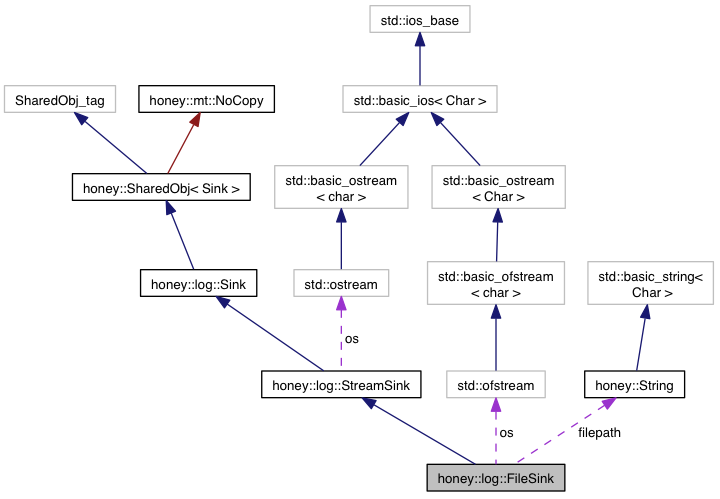 std::ios_base
SharedObj_tag
honey::mt::NoCopy
std::basic_ios< Char >
honey::SharedObj< Sink >
std::basic_ostream
< char >
std::basic_ostream
< Char >
honey::log::Sink
std::ostream
std::basic_ofstream
< char >
std::basic_string<
Char >
os
honey::log::StreamSink
std::ofstream
honey::String
os
filepath
honey::log::FileSink